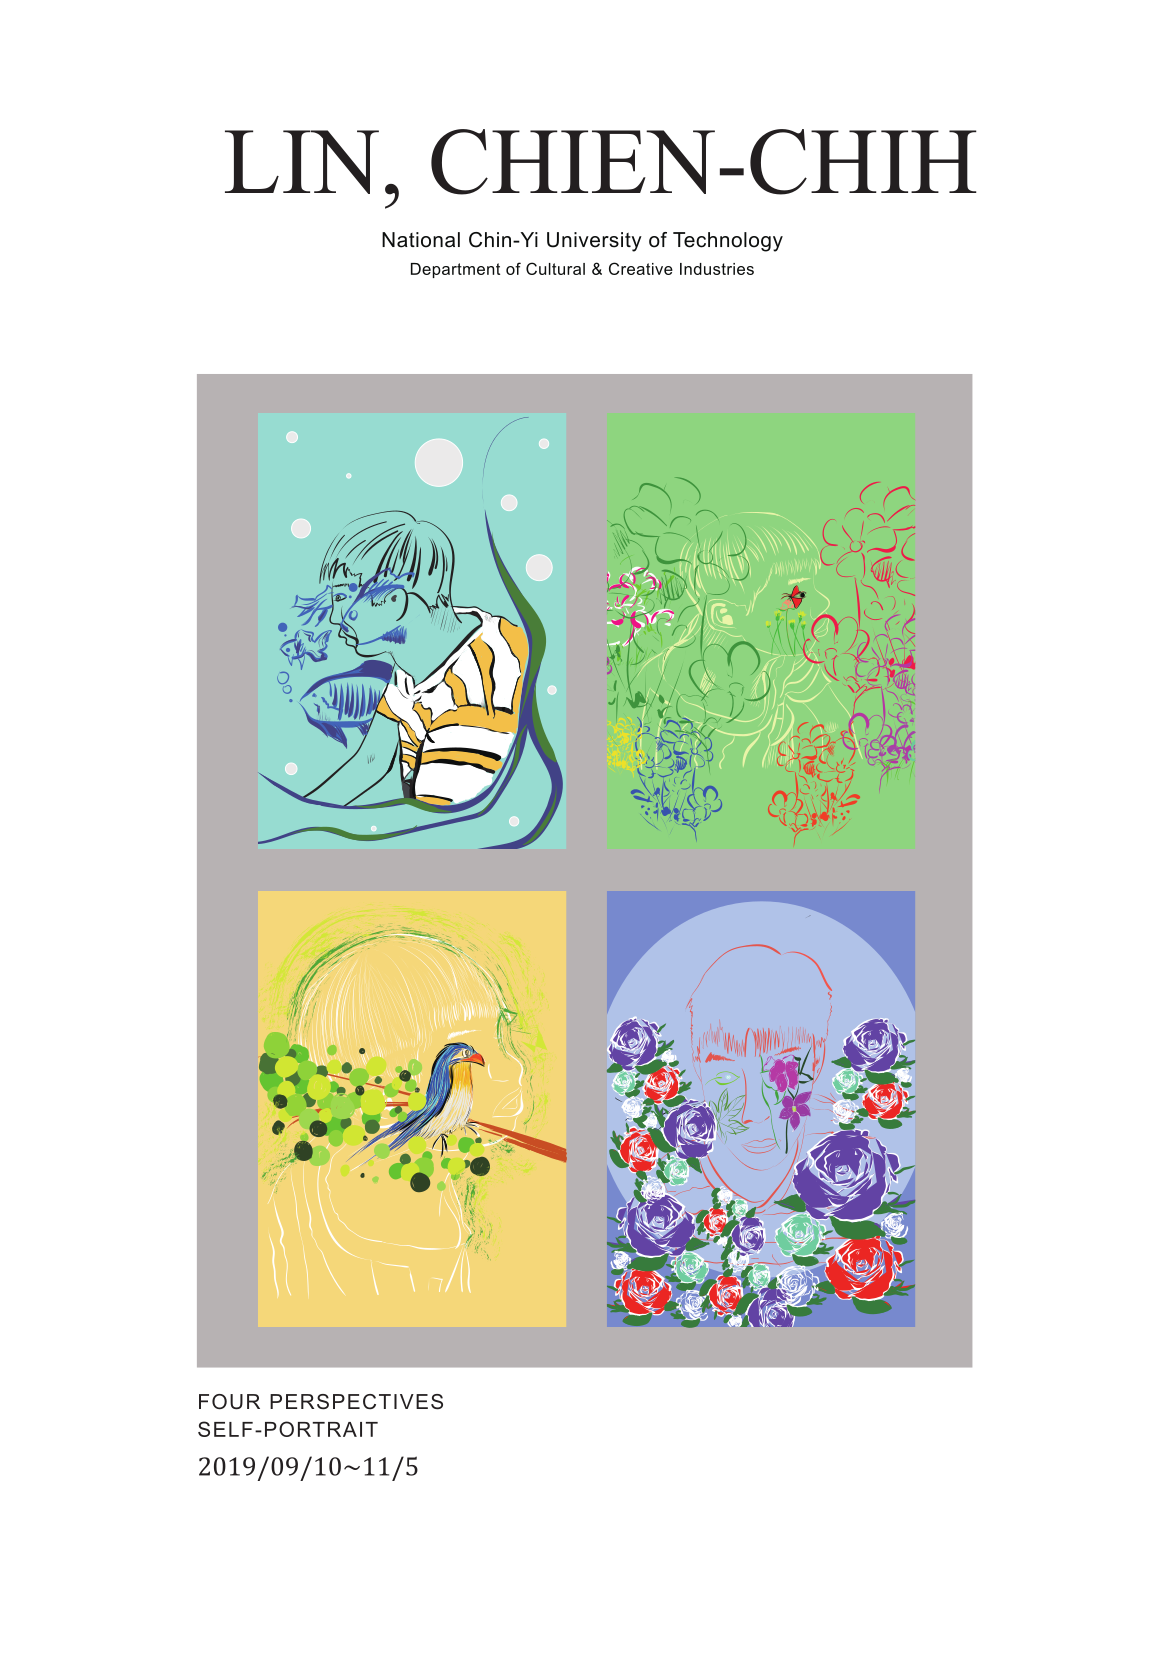 LIN, CHIEN-CHIH
National Chin-Yi University of Technology
Department of Cultural & Creative Industries
FOUR PERSPECTIVES
SELF-PORTRAIT
2019/09/10~11/5